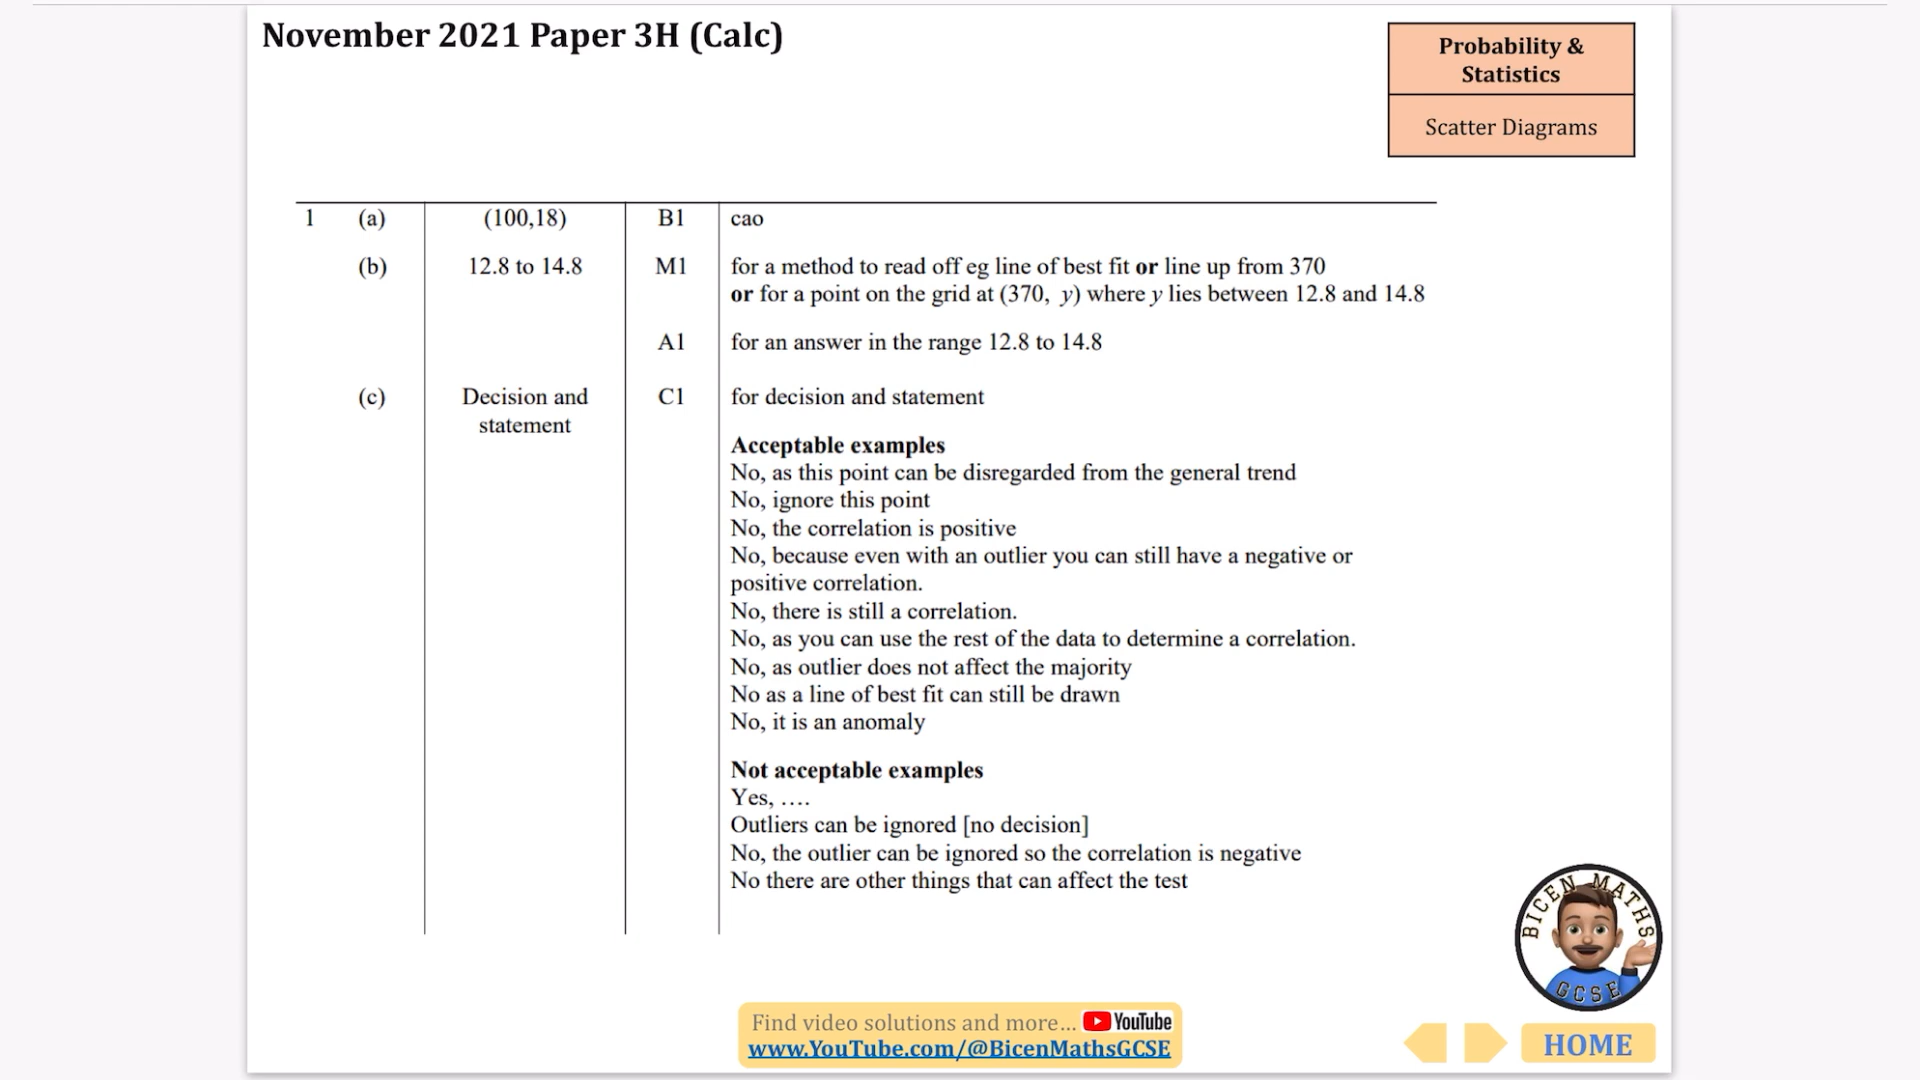 November 2021 Paper 3H (Calc)
Probability &
Statistics
Scatter Diagrams
1 (a) (100,18) B1 cao
(b) 12.8 to 14.8 M1 for a method to read off eg line of best fit or line up from 370
or for a point on the grid at (370, y) where y lies between 12.8 and 14.8
A1 for an answer in the range 12.8 to 14.8
(c) Decision and C1 for decision and statement
statement
Acceptable examples
No, as this point can be disregarded from the general trend
No, ignore this point
No, the correlation is positive
No, because even with an outlier you can still have a negative or
positive correlation.
No, there is still a correlation.
No, as you can use the rest of the data to determine a correlation.
No, as outlier does not affect the majority
No as a line of best fit can still be drawn
No, it is an anomaly
Not acceptable examples
Yes, ….
Outliers can be ignored [no decision]
No, the outlier can be ignored so the correlation is negative
No there are other things that can affect the test
BICEN MATHS
GCSE
Find video solutions and more... YouTube
www.YouTube.com/@BicenMathsGCSE
HOME